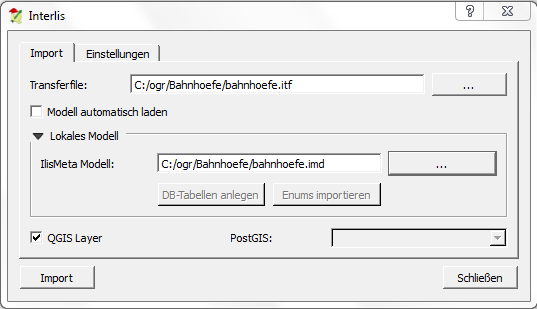 Interlis
Import Einstellungen
Transferfile: C:/ogr/Bahnhoefe/bahnhoefe.itf ...
Modell automatisch laden
Lokales Modell
IlisMeta Modell: C:/ogr/Bahnhoefe/bahnhoefe.imd ...
DB-Tabellen anlegen Enums importieren
QGIS Layer PostGIS:
Import Schließen